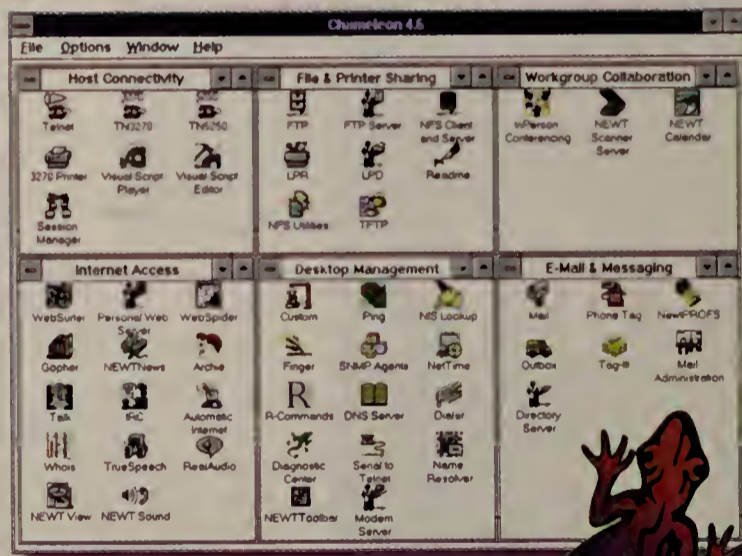 Chameleon 4.6
File Options Window Help
Host Connectivity
Telnet TN3270 TN5250
3270 Printer Visual Script Player Visual Script Editor
Session Manager
File & Printer Sharing
FTP FTP Server NFS Client and Server
LPR LPD Readme
NFS Utilities TFTP
Workgroup Collaboration
InPerson Conferencing NEWT Scanner Server NEWT Calendar
Internet Access
WebSurfer Personal Web Server WebSpider
Gopher NEWTNews Archie
Talk IRC Automatic Internet
Whois TrueSpeech RealAudio
NEWT View NEWT Sound
Desktop Management
Custom Ping NIS Lookup
Finger SNMP Agents NetTime
R
R-Commands DNS Server Dialer
Diagnostic Center Serial to Telnet Name Resolver
NEWTToolbar Modem Server
E-Mail & Messaging
Mail Phone Tag NewtPROFS
Outbox Tag-It Mail Administration
Directory Server